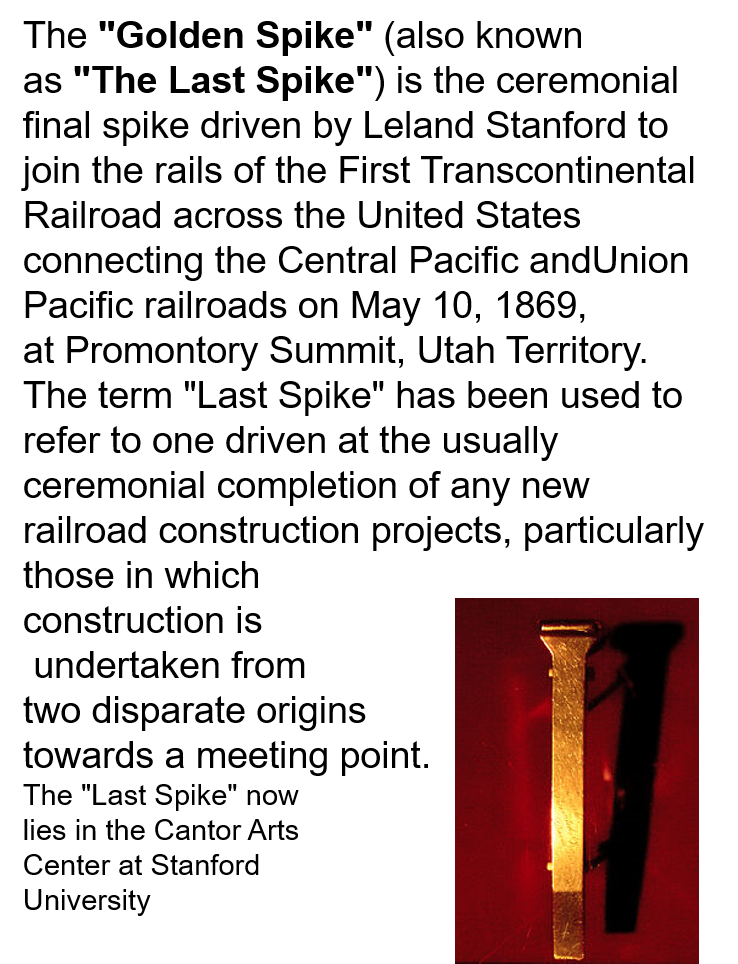 The "Golden Spike" (also known
as "The Last Spike") is the ceremonial
final spike driven by Leland Stanford to
join the rails of the First Transcontinental
Railroad across the United States
connecting the Central Pacific andUnion
Pacific railroads on May 10, 1869,
at Promontory Summit, Utah Territory.
The term "Last Spike" has been used to
refer to one driven at the usually
ceremonial completion of any new
railroad construction projects, particularly
those in which
construction is
undertaken from
two disparate origins
towards a meeting point.
The "Last Spike" now
lies in the Cantor Arts
Center at Stanford
University